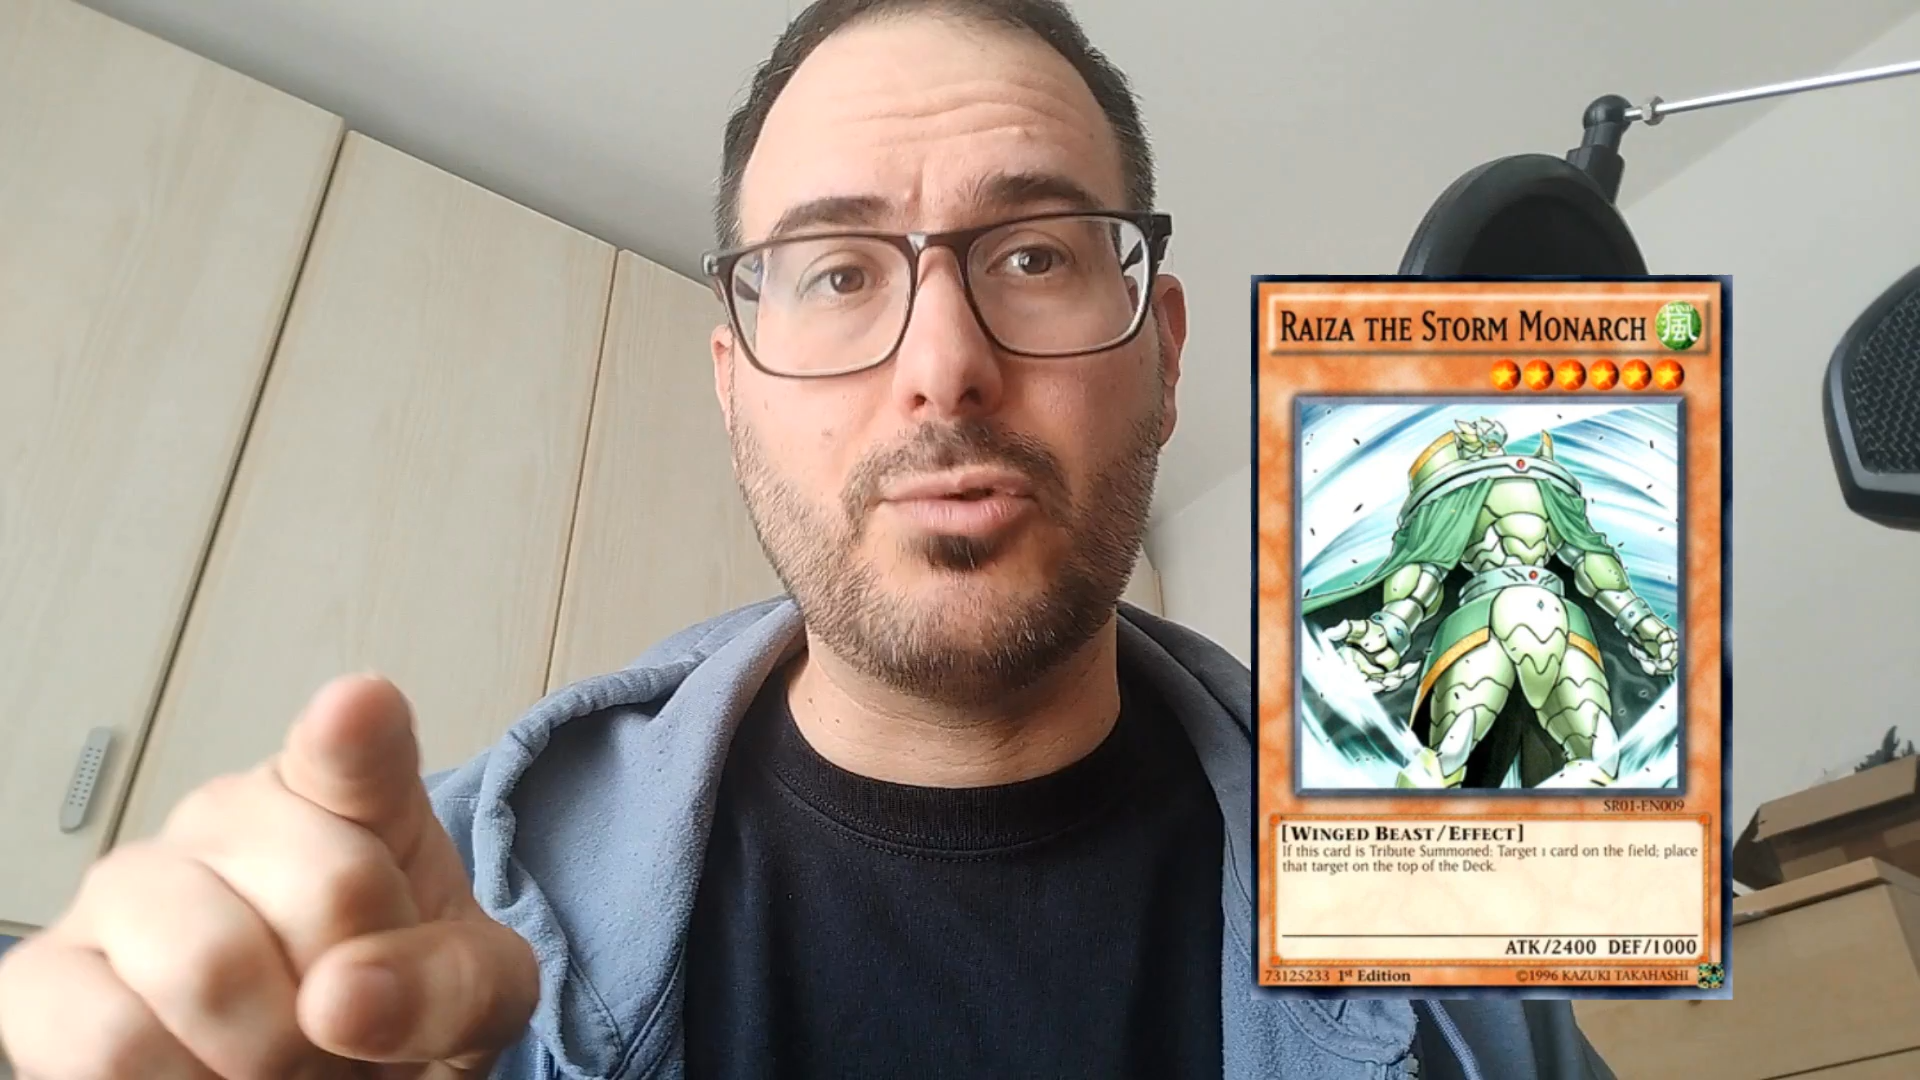 RAIZA THE STORM MONARCH 風
SR01-EN009
[WINGED BEAST/EFFECT]
If this card is Tribute Summoned: Target 1 card on the field; place
that target on the top of the Deck.
ATK/2400 DEF/1000
73125233 1st Edition ©1996 KAZUKI TAKAHASHI